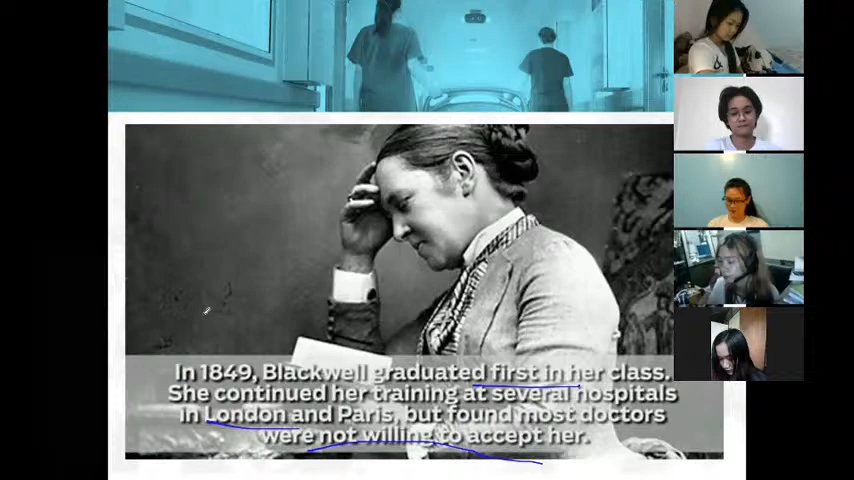 In 1849, Blackwell graduated first in her class.
She continued her training at several hospitals
in London and Paris, but found most doctors
were not willing to accept her.